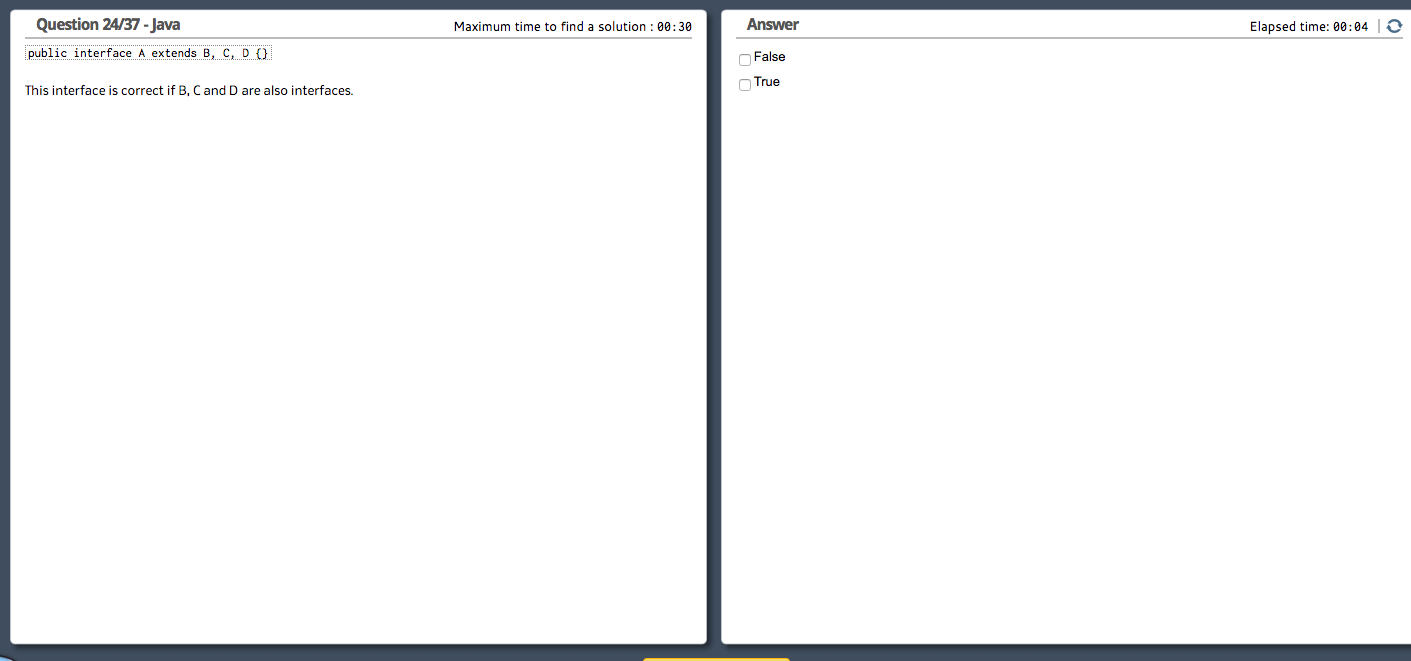 Question 24/37 - Java
Maximum time to find a solution : 00:30
public interface A extends B, C, D {}
This interface is correct if B, C and D are also interfaces.
Answer
Elapsed time: 00:04 |
False
True